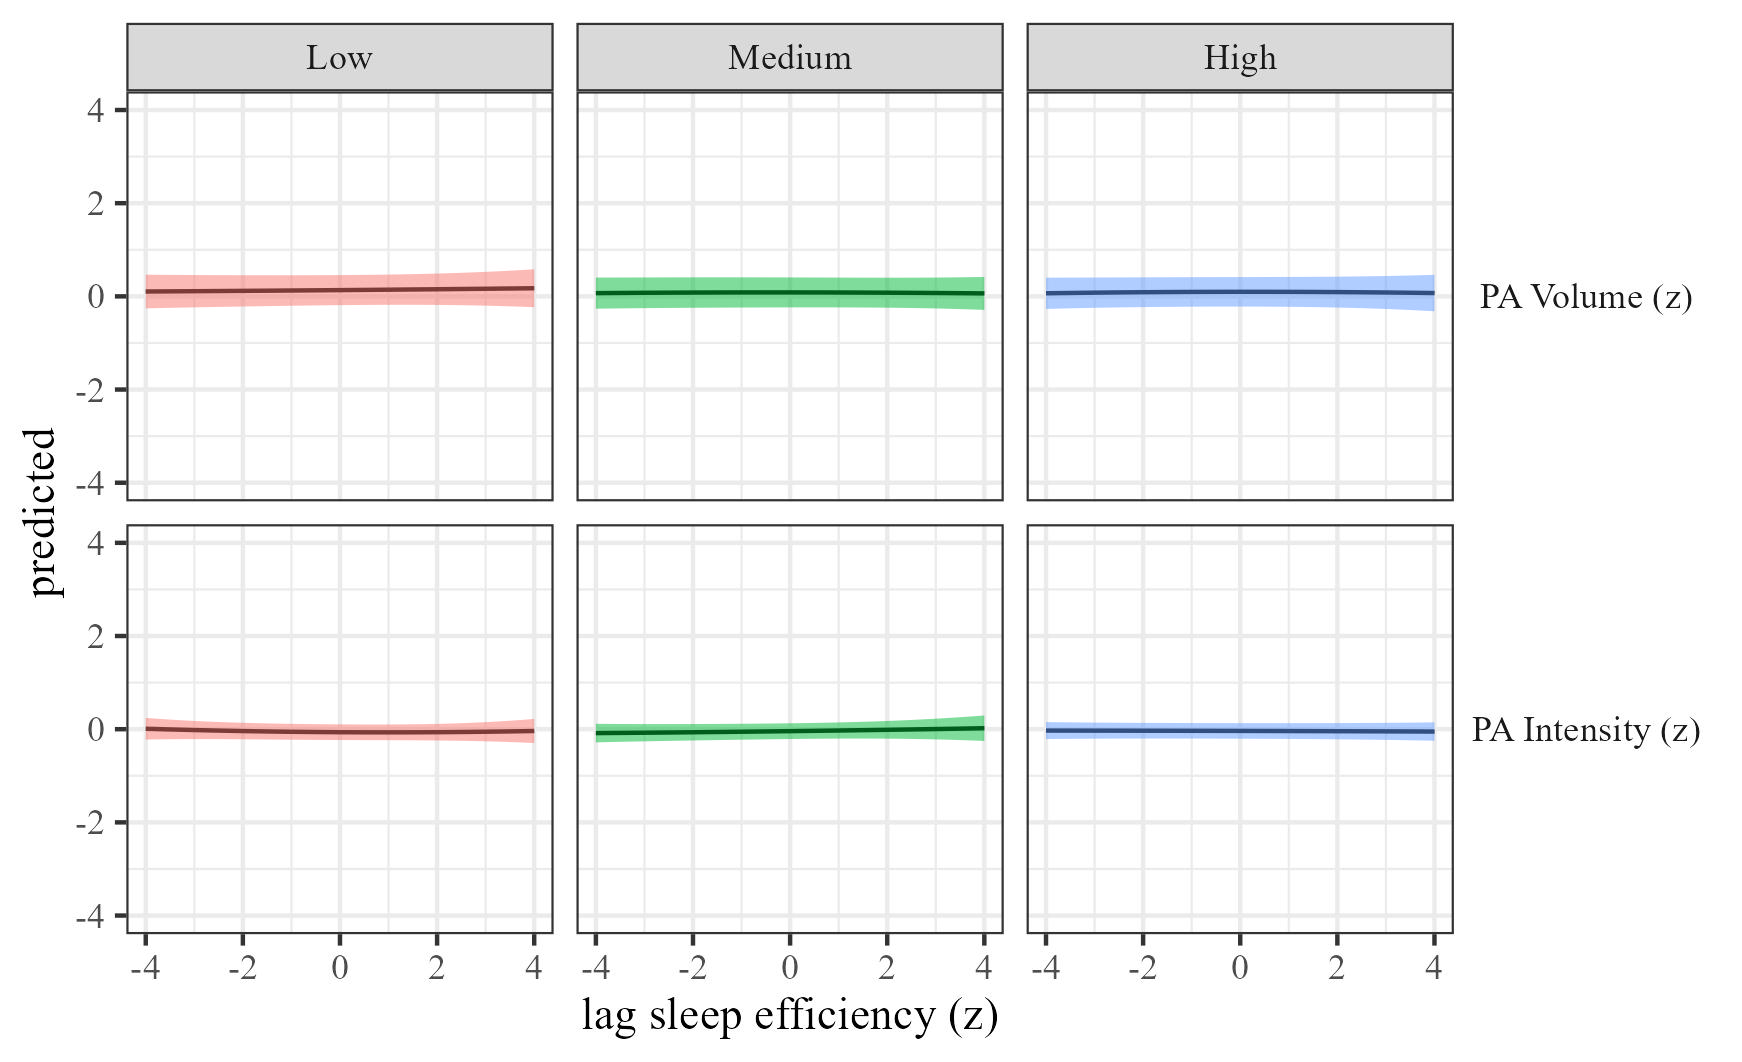 Low Medium High
4
2
0
-2
-4
PA Volume (z)
predicted
4
2
0
-2
-4
PA Intensity (z)
-4 -2 0 2 4 -4 -2 0 2 4 -4 -2 0 2 4
lag sleep efficiency (z)